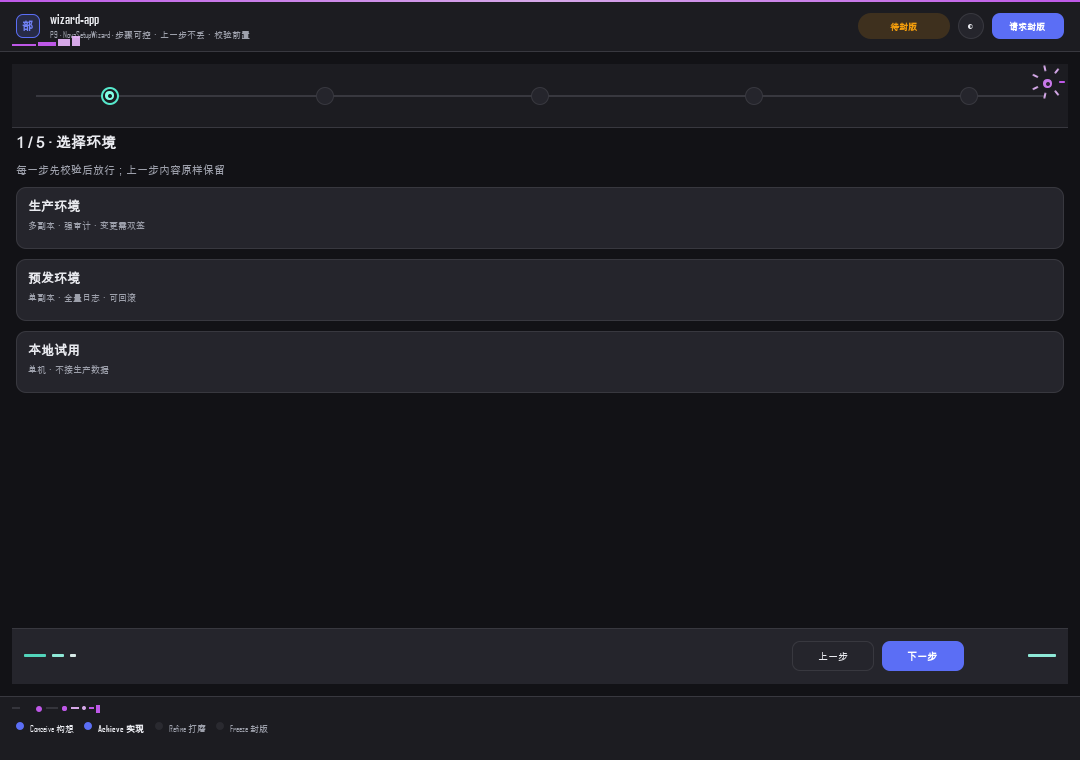 部
wizard-app
P3 · NovaSetupWizard · 步骤可控 · 上一步不丢 · 校验前置
待封版
请求封版
1 / 5 · 选择环境
每一步先校验后放行；上一步内容原样保留
生产环境
多副本 · 强审计 · 变更需双签
预发环境
单副本 · 全量日志 · 可回滚
本地试用
单机 · 不接生产数据
上一步
下一步
Conceive 构想
Achieve 实现
Refine 打磨
Freeze 封版